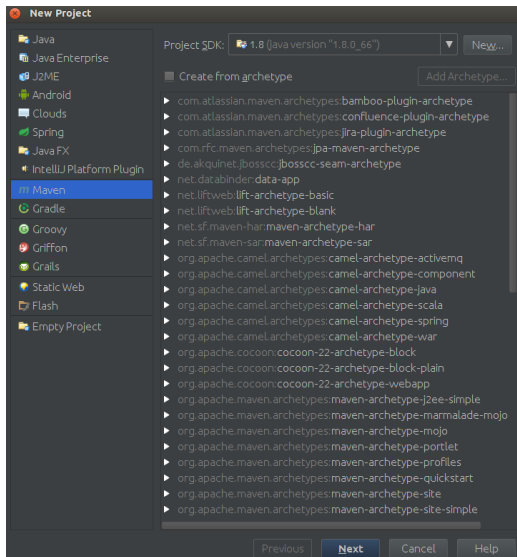 New Project
Java
Java Enterprise
J2ME
Android
Clouds
Spring
Java FX
IntelliJ Platform Plugin
Maven
Gradle
Groovy
Griffon
Grails
Static Web
Flash
Empty Project
Project SDK: 1.8 (java version "1.8.0_66") New...
Create from archetype Add Archetype...
com.atlassian.maven.archetypes:bamboo-plugin-archetype
com.atlassian.maven.archetypes:confluence-plugin-archetype
com.atlassian.maven.archetypes:jira-plugin-archetype
com.rfc.maven.archetypes:jpa-maven-archetype
de.akquinet.jbosscc:jbosscc-seam-archetype
net.databinder:data-app
net.liftweb:lift-archetype-basic
net.liftweb:lift-archetype-blank
net.sf.maven-har:maven-archetype-har
net.sf.maven-sar:maven-archetype-sar
org.apache.camel.archetypes:camel-archetype-activemq
org.apache.camel.archetypes:camel-archetype-component
org.apache.camel.archetypes:camel-archetype-java
org.apache.camel.archetypes:camel-archetype-scala
org.apache.camel.archetypes:camel-archetype-spring
org.apache.camel.archetypes:camel-archetype-war
org.apache.cocoon:cocoon-22-archetype-block
org.apache.cocoon:cocoon-22-archetype-block-plain
org.apache.cocoon:cocoon-22-archetype-webapp
org.apache.maven.archetypes:maven-archetype-j2ee-simple
org.apache.maven.archetypes:maven-archetype-marmalade-mojo
org.apache.maven.archetypes:maven-archetype-mojo
org.apache.maven.archetypes:maven-archetype-portlet
org.apache.maven.archetypes:maven-archetype-profiles
org.apache.maven.archetypes:maven-archetype-quickstart
org.apache.maven.archetypes:maven-archetype-site
org.apache.maven.archetypes:maven-archetype-site-simple
Previous Next Cancel Help